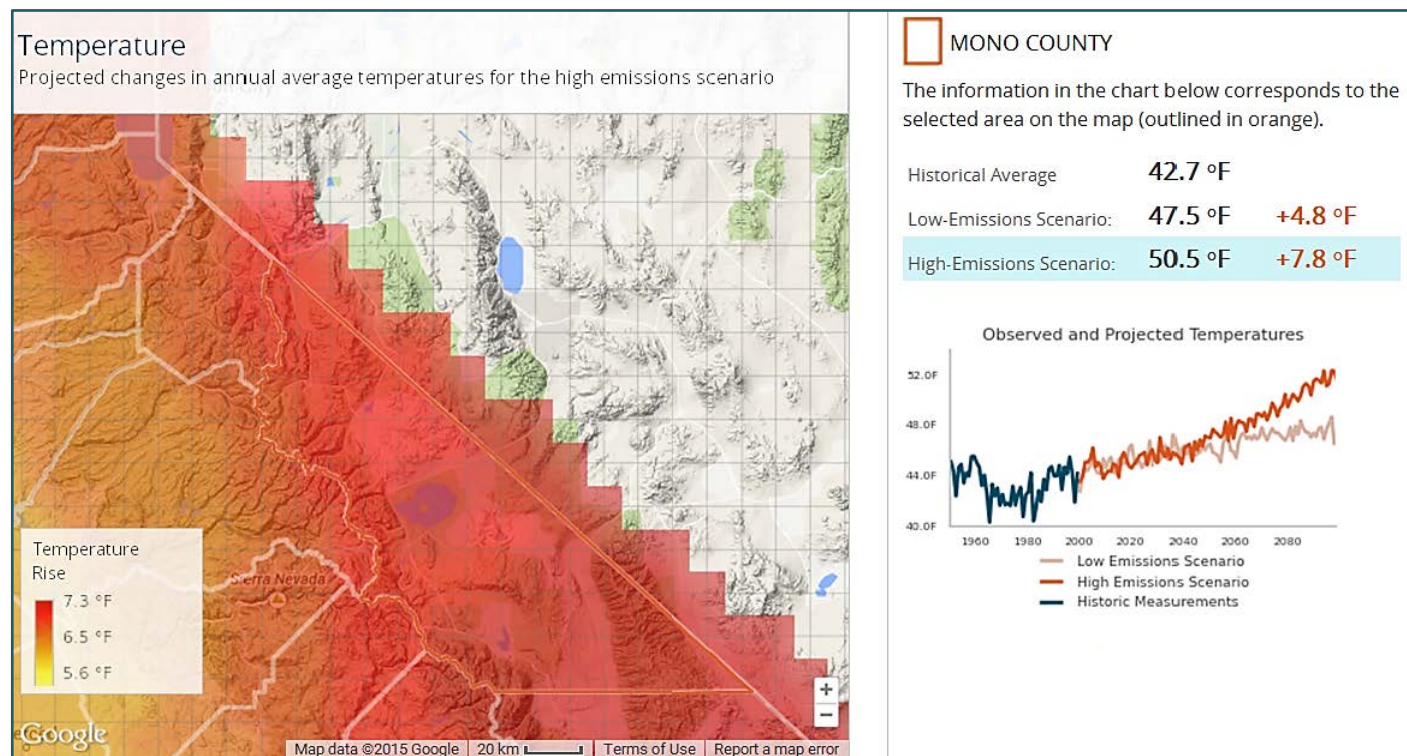 Temperature
Projected changes in annual average temperatures for the high emissions scenario
Sierra Nevada
Temperature
Rise
7.3 °F
6.5 °F
5.6 °F
Google
Map data ©2015 Google
20 km
Terms of Use
Report a map error
+
−
MONO COUNTY
The information in the chart below corresponds to the
selected area on the map (outlined in orange).
Historical Average 42.7 °F
Low-Emissions Scenario: 47.5 °F +4.8 °F
High-Emissions Scenario: 50.5 °F +7.8 °F
Observed and Projected Temperatures
52.0F
48.0F
44.0F
40.0F
1960 1980 2000 2020 2040 2060 2080
Low Emissions Scenario
High Emissions Scenario
Historic Measurements